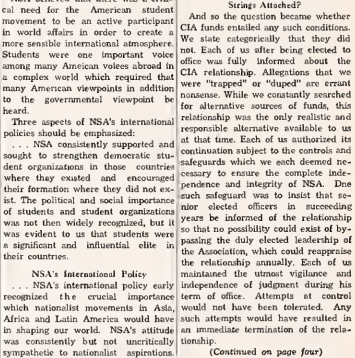 cal need for the American student
movement to be an active participant
in world affairs in order to create a
more sensible international atmosphere.
Students were one important voice
among many American voices abroad in
a complex world which required that
many American viewpoints in addition
to the governmental viewpoint be
heard.
Three aspects of NSA's international
policies should be emphasized:
. . . NSA consistently supported and
sought to strengthen democratic stu-
dent organizations in those countries
where they existed and encouraged
their formation where they did not ex-
ist. The political and social importance
of students and student organizations
was not then widely recognized, but it
was evident to us that students were
a significant and influential elite in
their countries.
NSA's International Policy
. . . NSA's international policy early
recognized the crucial importance
which nationalist movements in Asia,
Africa and Latin America would have
in shaping our world. NSA's attitude
was consistently but not uncritically
sympathetic to nationalist aspirations.
Strings Attached?
And so the question became whether
CIA funds entailed any such conditions.
We state categorically that they did
not. Each of us after being elected to
office was fully informed about the
CIA relationship. Allegations that we
were "trapped" or "duped" are errant
nonsense. While we constantly searched
for alternative sources of funds, this
relationship was the only realistic and
responsible alternative available to us
at that time. Each of us authorized its
continuation subject to the controls and
safeguards which we each deemed ne-
cessary to ensure the complete inde-
pendence and integrity of NSA. One
such safeguard was to insist that se-
nior elected officers in succeeding
years be informed of the relationship
so that no possibility could exist of by-
passing the duly elected leadership of
the Association, which could reappraise
the relationship annually. Each of us
maintained the utmost vigilance and
independence of judgment during his
term of office. Attempts at control
would not have been tolerated. Any
such attempts would have resulted in
an immediate termination of the rela-
tionship.
(Continued on page four)